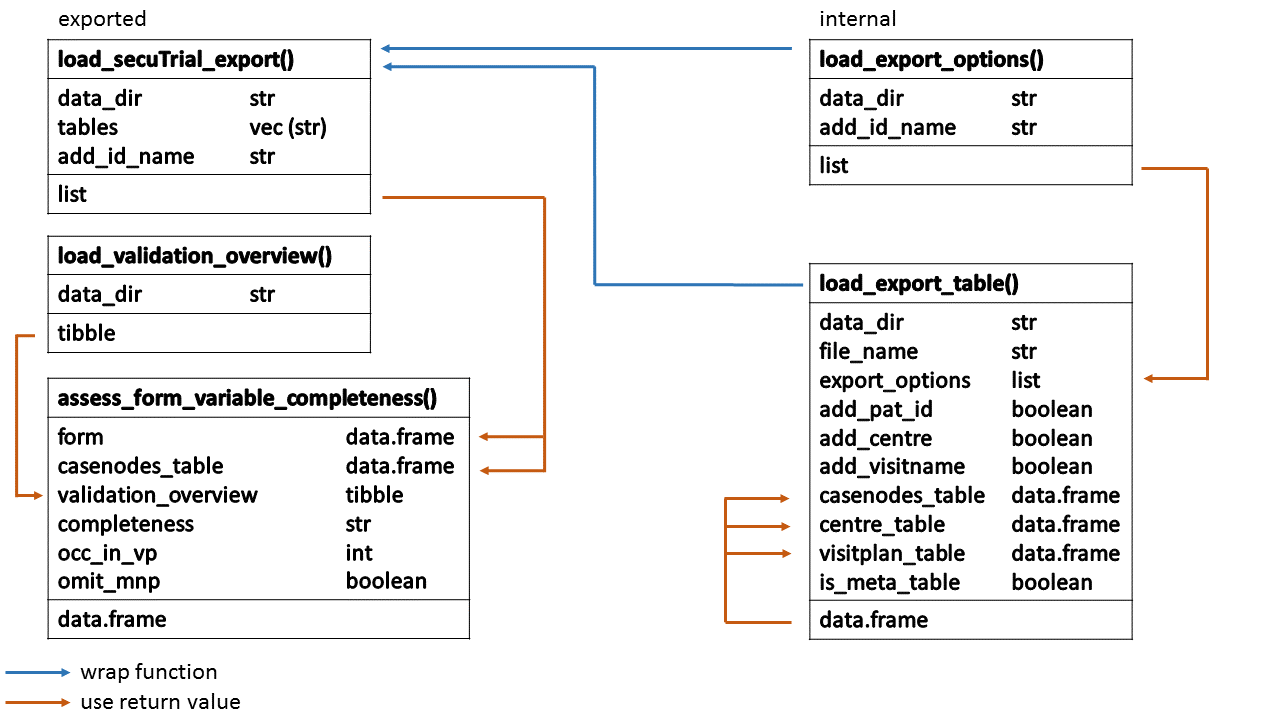 exported
load_secuTrial_export()
data_dir str
tables vec (str)
add_id_name str
list
load_validation_overview()
data_dir str
tibble
assess_form_variable_completeness()
form data.frame
casenodes_table data.frame
validation_overview tibble
completeness str
occ_in_vp int
omit_mnp boolean
data.frame
internal
load_export_options()
data_dir str
add_id_name str
list
load_export_table()
data_dir str
file_name str
export_options list
add_pat_id boolean
add_centre boolean
add_visitname boolean
casenodes_table data.frame
centre_table data.frame
visitplan_table data.frame
is_meta_table boolean
data.frame
wrap function
use return value